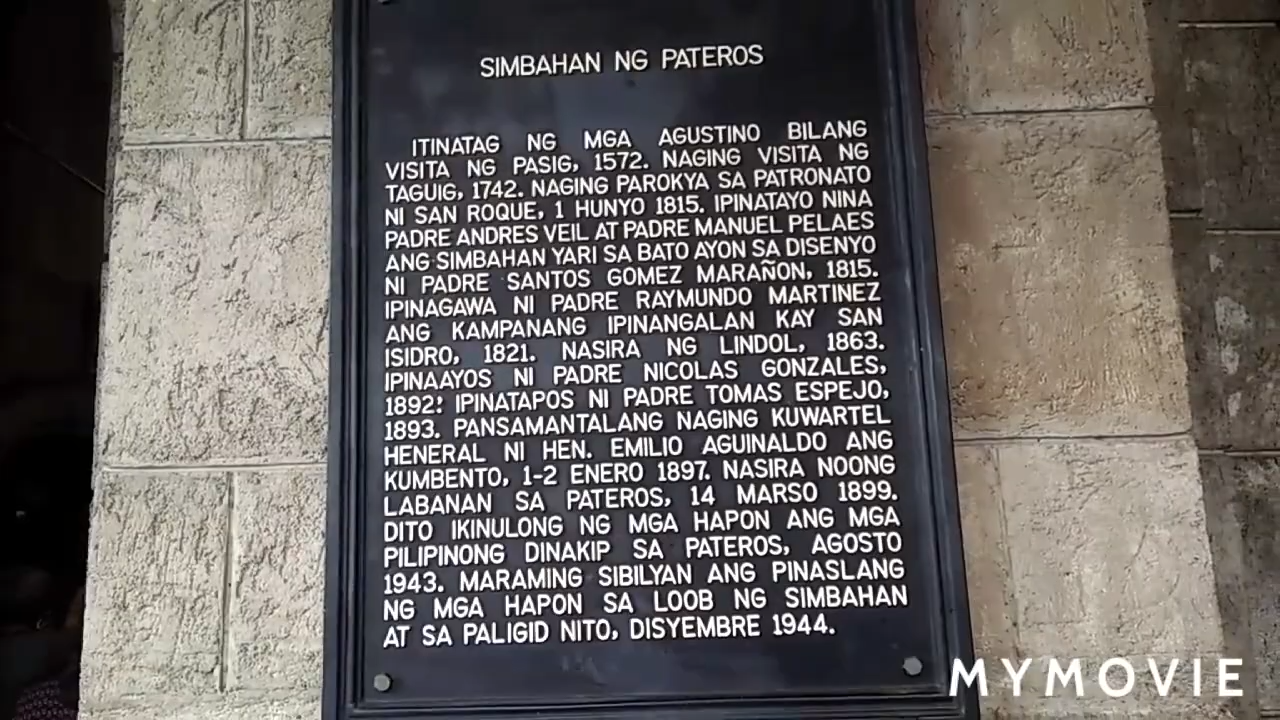 SIMBAHAN NG PATEROS
ITINATAG NG MGA AGUSTINO BILANG
VISITA NG PASIG, 1572. NAGING VISITA NG
TAGUIG, 1742. NAGING PAROKYA SA PATRONATO
NI SAN ROQUE, 1 HUNYO 1815. IPINATAYO NINA
PADRE ANDRES VEIL AT PADRE MANUEL PELAES
ANG SIMBAHAN YARI SA BATO AYON SA DISENYO
NI PADRE SANTOS GOMEZ MARAÑON, 1815.
IPINAGAWA NI PADRE RAYMUNDO MARTINEZ
ANG KAMPANANG IPINANGALAN KAY SAN
ISIDRO, 1821. NASIRA NG LINDOL, 1863.
IPINAAYOS NI PADRE NICOLAS GONZALES,
1892: IPINATAPOS NI PADRE TOMAS ESPEJO,
1893. PANSAMANTALANG NAGING KUWARTEL
HENERAL NI HEN. EMILIO AGUINALDO ANG
KUMBENTO, 1-2 ENERO 1897. NASIRA NOONG
LABANAN SA PATEROS, 14 MARSO 1899.
DITO IKINULONG NG MGA HAPON ANG MGA
PILIPINONG DINAKIP SA PATEROS, AGOSTO
1943. MARAMING SIBILYAN ANG PINASLANG
NG MGA HAPON SA LOOB NG SIMBAHAN
AT SA PALIGID NITO, DISYEMBRE 1944.
MYMOVIE